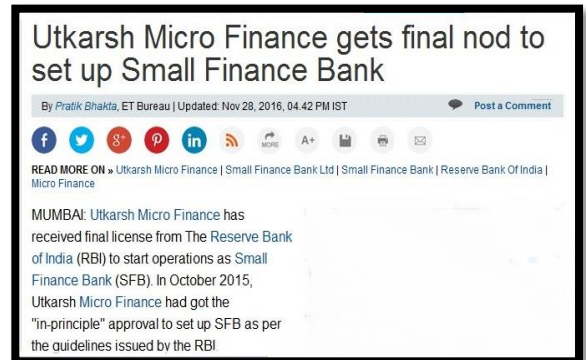 Utkarsh Micro Finance gets final nod to
set up Small Finance Bank
By Pratik Bhakta, ET Bureau | Updated: Nov 28, 2016, 04.42 PM IST
Post a Comment
f g+ p in MORE A+
READ MORE ON » Utkarsh Micro Finance | Small Finance Bank Ltd | Small Finance Bank | Reserve Bank Of India |
Micro Finance
MUMBAI: Utkarsh Micro Finance has
received final license from The Reserve Bank
of India (RBI) to start operations as Small
Finance Bank (SFB). In October 2015,
Utkarsh Micro Finance had got the
"in-principle" approval to set up SFB as per
the guidelines issued by the RBI